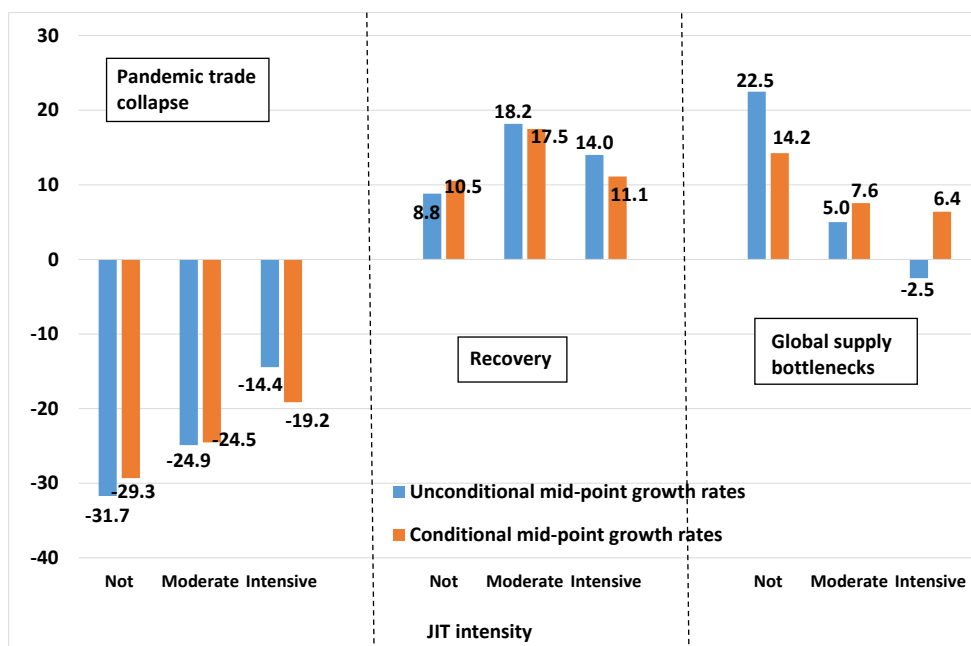 30
20
10
0
-10
-20
-30
-40
Pandemic trade
collapse
-31.7
-29.3
-24.9
-24.5
-14.4
-19.2
8.8
10.5
18.2
17.5
14.0
11.1
Recovery
22.5
14.2
5.0
7.6
-2.5
6.4
Global supply
bottlenecks
Unconditional mid-point growth rates
Conditional mid-point growth rates
Not Moderate Intensive Not Moderate Intensive Not Moderate Intensive
JIT intensity